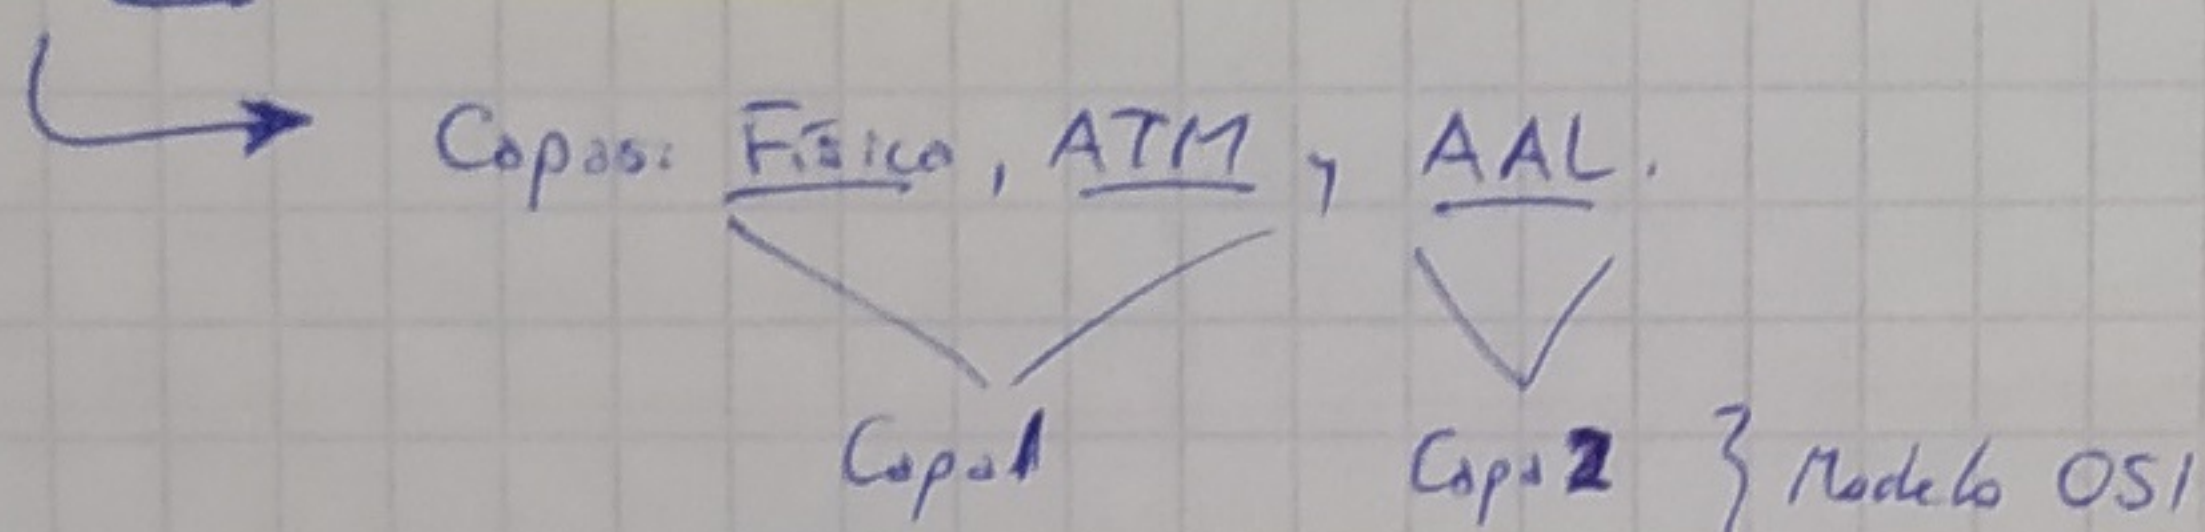 Capas: Física, ATM y AAL.
Capa 1 Capa 2 } Modelo OSI